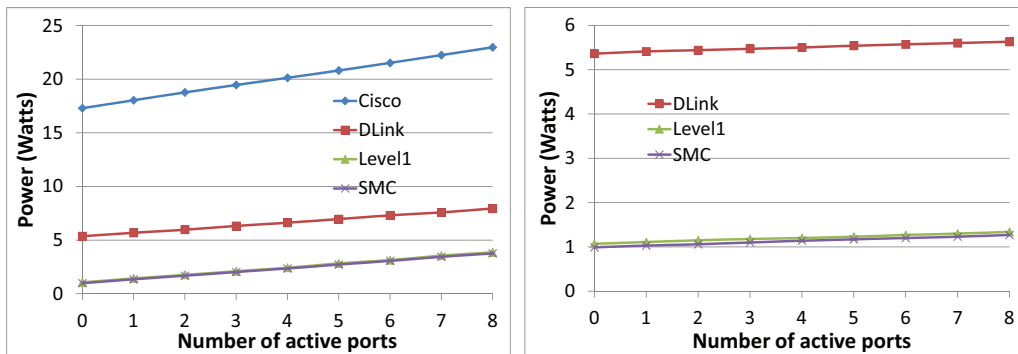 25
20
15
10
5
0
Power (Watts)
Cisco
DLink
Level1
SMC
0 1 2 3 4 5 6 7 8
Number of active ports
6
5
4
3
2
1
0
Power (Watts)
DLink
Level1
SMC
0 1 2 3 4 5 6 7 8
Number of active ports